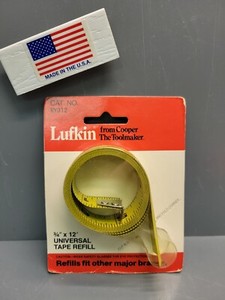 MADE IN THE U.S.A.
CAT. NO.
Lufkin
from Cooper
The Toolmaker.
¾" x 12'
UNIVERSAL
TAPE REFILL
Refills fit other major